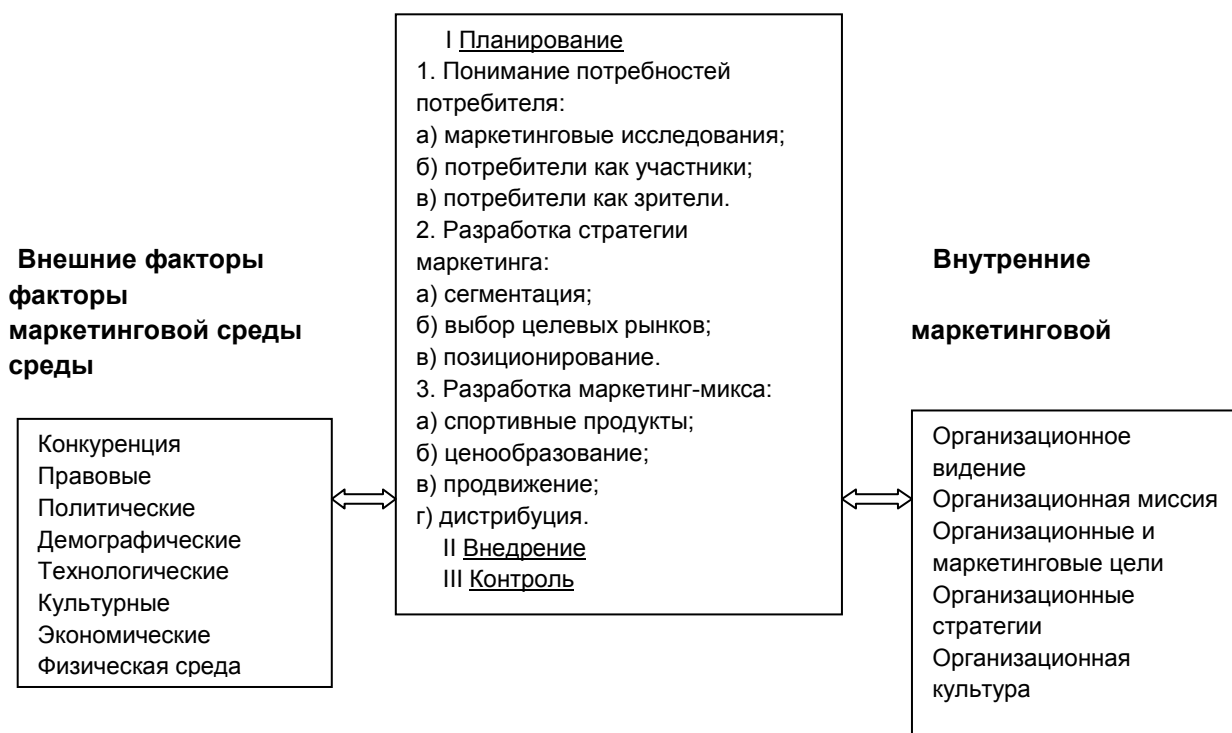 I Планирование
1. Понимание потребностей
потребителя:
а) маркетинговые исследования;
б) потребители как участники;
в) потребители как зрители.
2. Разработка стратегии
маркетинга:
а) сегментация;
б) выбор целевых рынков;
в) позиционирование.
3. Разработка маркетинг-микса:
а) спортивные продукты;
б) ценообразование;
в) продвижение;
г) дистрибуция.
II Внедрение
III Контроль
Внешние факторы
факторы
маркетинговой среды
среды
Конкуренция
Правовые
Политические
Демографические
Технологические
Культурные
Экономические
Физическая среда
Внутренние
маркетинговой
Организационное
видение
Организационная миссия
Организационные и
маркетинговые цели
Организационные
стратегии
Организационная
культура